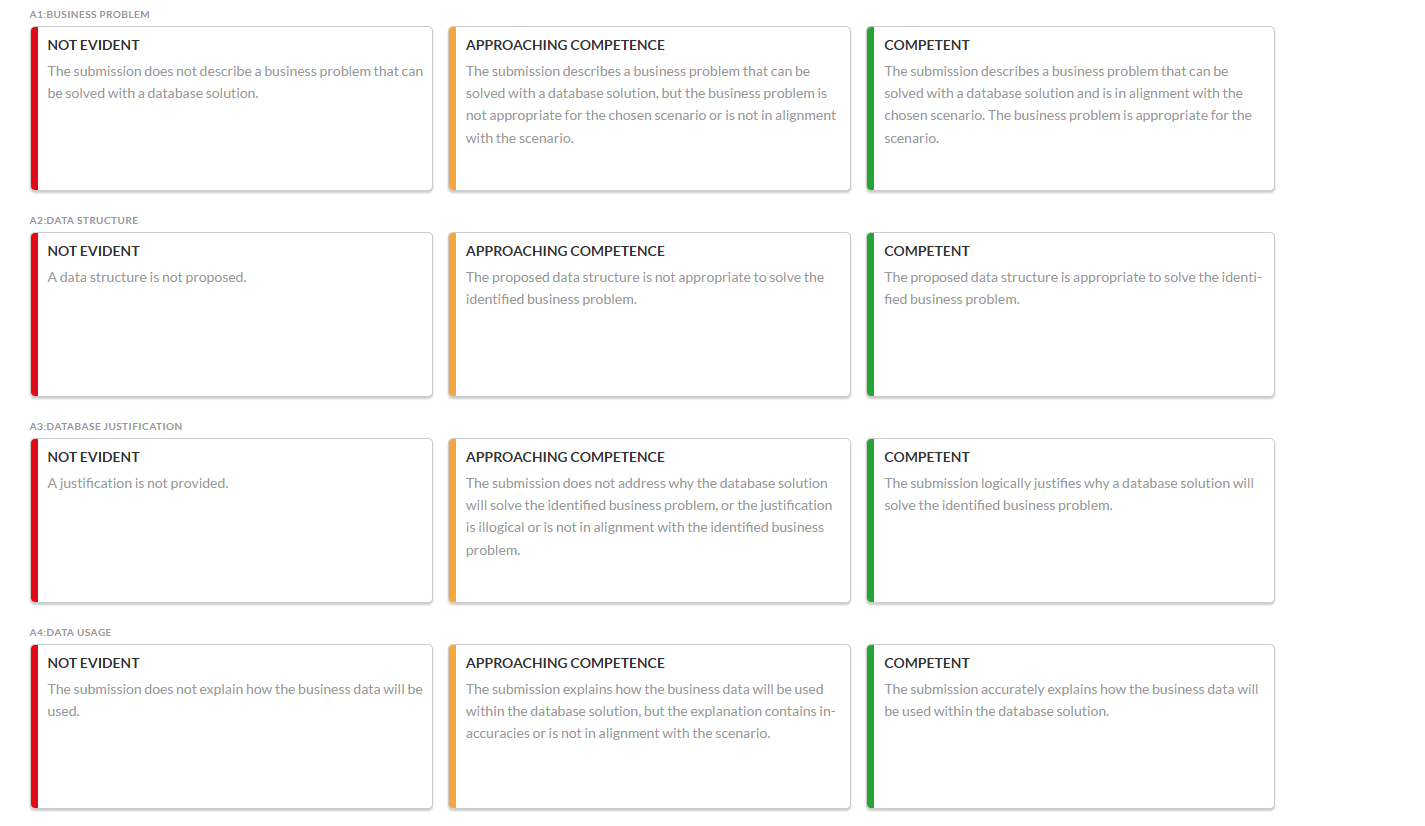 A1:BUSINESS PROBLEM
NOT EVIDENT
The submission does not describe a business problem that can
be solved with a database solution.
APPROACHING COMPETENCE
The submission describes a business problem that can be
solved with a database solution, but the business problem is
not appropriate for the chosen scenario or is not in alignment
with the scenario.
COMPETENT
The submission describes a business problem that can be
solved with a database solution and is in alignment with the
chosen scenario. The business problem is appropriate for the
scenario.
A2:DATA STRUCTURE
NOT EVIDENT
A data structure is not proposed.
APPROACHING COMPETENCE
The proposed data structure is not appropriate to solve the
identified business problem.
COMPETENT
The proposed data structure is appropriate to solve the identi-
fied business problem.
A3:DATABASE JUSTIFICATION
NOT EVIDENT
A justification is not provided.
APPROACHING COMPETENCE
The submission does not address why the database solution
will solve the identified business problem, or the justification
is illogical or is not in alignment with the identified business
problem.
COMPETENT
The submission logically justifies why a database solution will
solve the identified business problem.
A4:DATA USAGE
NOT EVIDENT
The submission does not explain how the business data will be
used.
APPROACHING COMPETENCE
The submission explains how the business data will be used
within the database solution, but the explanation contains in-
accuracies or is not in alignment with the scenario.
COMPETENT
The submission accurately explains how the business data will
be used within the database solution.